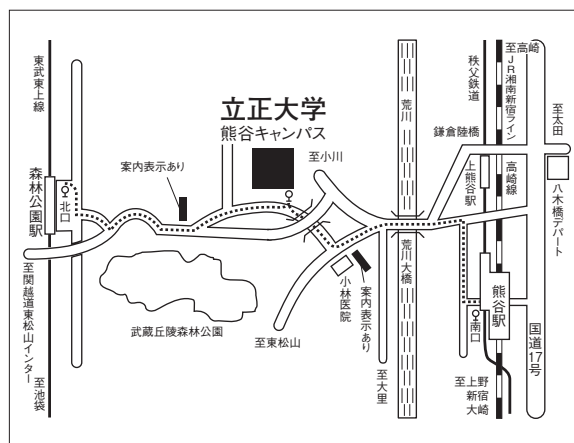 東武東上線
立正大学
熊谷キャンパス
案内表示あり
至小川
荒川
秩父鉄道
至高崎
JR湘南新宿ライン
高崎線
至太田
鎌倉陸橋
上熊谷駅
八木橋デパート
森林公園駅
北口
荒川大橋
小林医院
案内表示あり
熊谷駅
南口
国道17号
至関越道東松山インター
武蔵丘陵森林公園
至東松山
至大里
至池袋
至上野
新宿
大崎